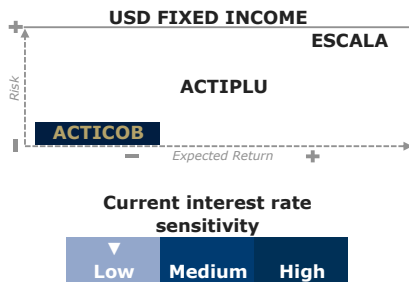 USD FIXED INCOME
+
ESCALA
Risk
ACTIPLU
ACTICOB
−
Expected Return
+
Current interest rate
sensitivity
▼
Low Medium High